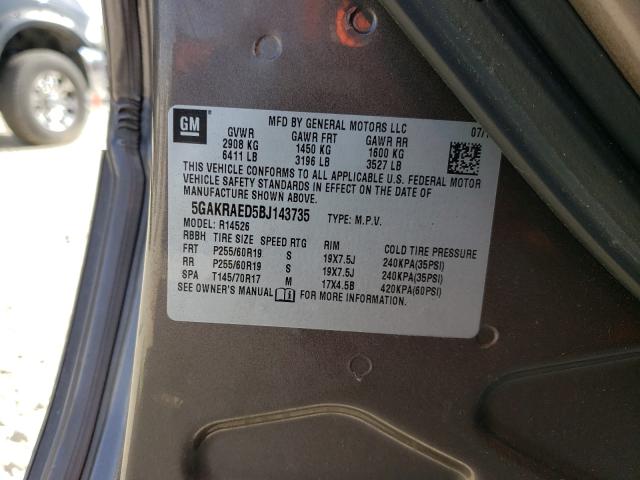 GM
MFD BY GENERAL MOTORS LLC 07/
GVWR GAWR FRT GAWR RR
2908 KG 1450 KG 1600 KG
6411 LB 3196 LB 3527 LB
THIS VEHICLE CONFORMS TO ALL APPLICABLE U.S. FEDERAL MOTOR
VEHICLE SAFETY STANDARDS IN EFFECT ON THE DATE OF
MANUFACTURE SHOWN ABOVE.
5GAKRAED5BJ143735 TYPE: M.P.V.
MODEL: R14526
RBBH TIRE SIZE SPEED RTG RIM COLD TIRE PRESSURE
FRT P255/60R19 S 19X7.5J 240KPA(35PSI)
RR P255/60R19 S 19X7.5J 240KPA(35PSI)
SPA T145/70R17 M 17X4.5B 420KPA(60PSI)
SEE OWNER'S MANUAL FOR MORE INFORMATION.